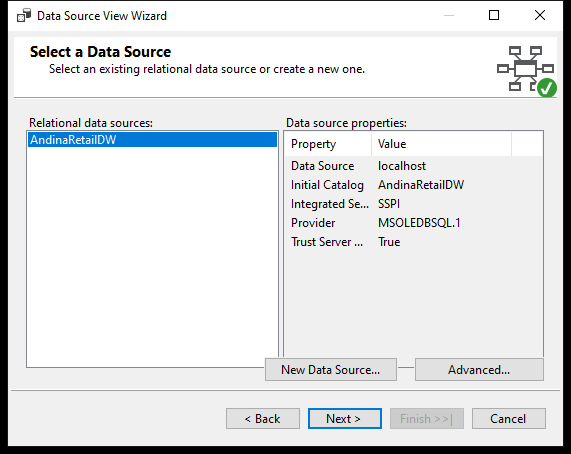 Data Source View Wizard
Select a Data Source
Select an existing relational data source or create a new one.
Relational data sources:
AndinaRetailDW
Data source properties:
Property Value
Data Source localhost
Initial Catalog AndinaRetailDW
Integrated Se... SSPI
Provider MSOLEDBSQL.1
Trust Server ... True
New Data Source... Advanced...
< Back Next > Finish >>| Cancel